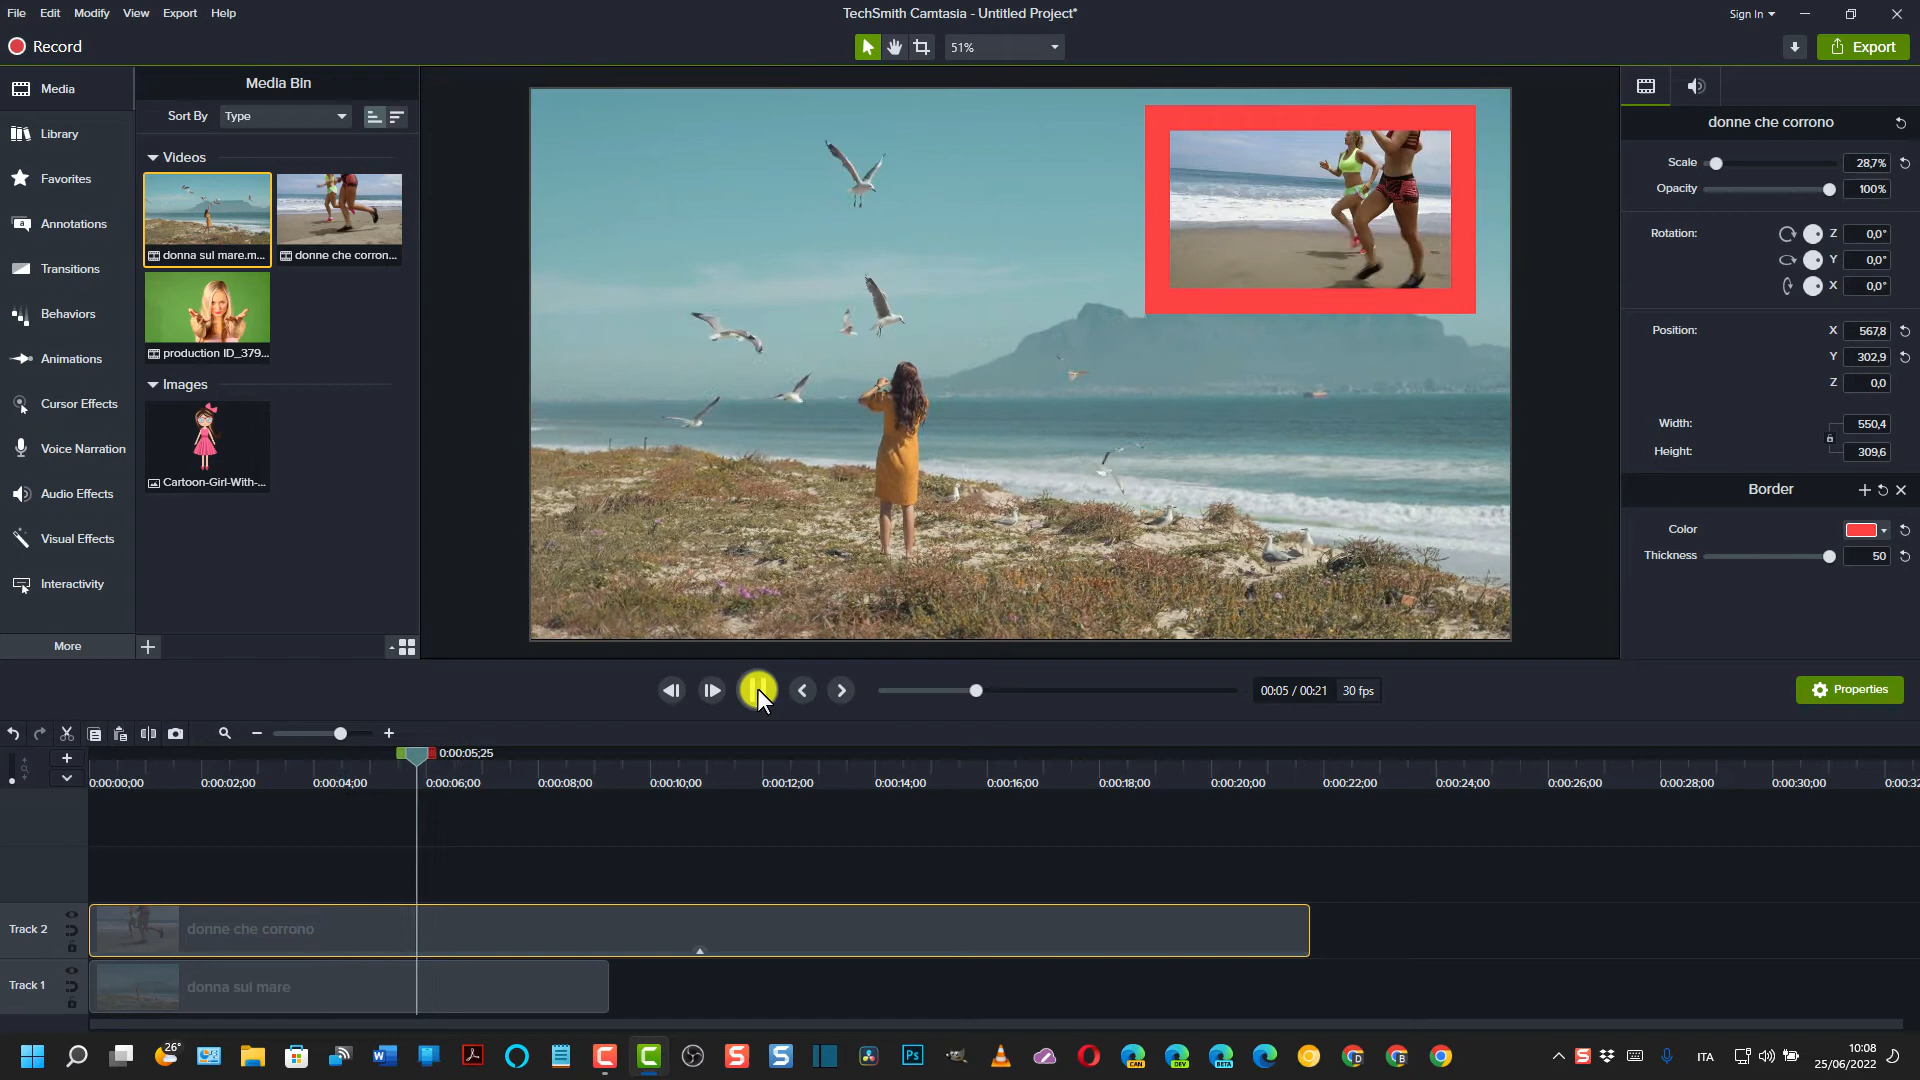 File Edit Modify View Export Help
TechSmith Camtasia - Untitled Project*
Sign In
Record
51%
Export
Media
Library
Favorites
Annotations
Transitions
Behaviors
Animations
Cursor Effects
Voice Narration
Audio Effects
Visual Effects
Interactivity
More
Media Bin
Sort By Type
Videos
donna sul mare.m...
donne che corron...
production ID_379...
Images
Cartoon-Girl-With-...
donne che corrono
Scale 28,7%
Opacity 100%
Rotation: Z 0,0°
Y 0,0°
X 0,0°
Position: X 567,8
Y 302,9
Z 0,0
Width: 550,4
Height: 309,6
Border
Color
Thickness 50
00:05 / 00:21 30 fps
Properties
0:00:05;25
0:00:00;00 0:00:02;00 0:00:04;00 0:00:06;00 0:00:08;00 0:00:10;00 0:00:12;00 0:00:14;00 0:00:16;00 0:00:18;00 0:00:20;00 0:00:22;00 0:00:24;00 0:00:26;00 0:00:28;00 0:00:30;00 0:00:32
Track 2 donne che corrono
Track 1 donna sul mare
26°
W
S
S
Ps
CAN
DEV
BETA
D
B
S
ITA
10:08
25/06/2022